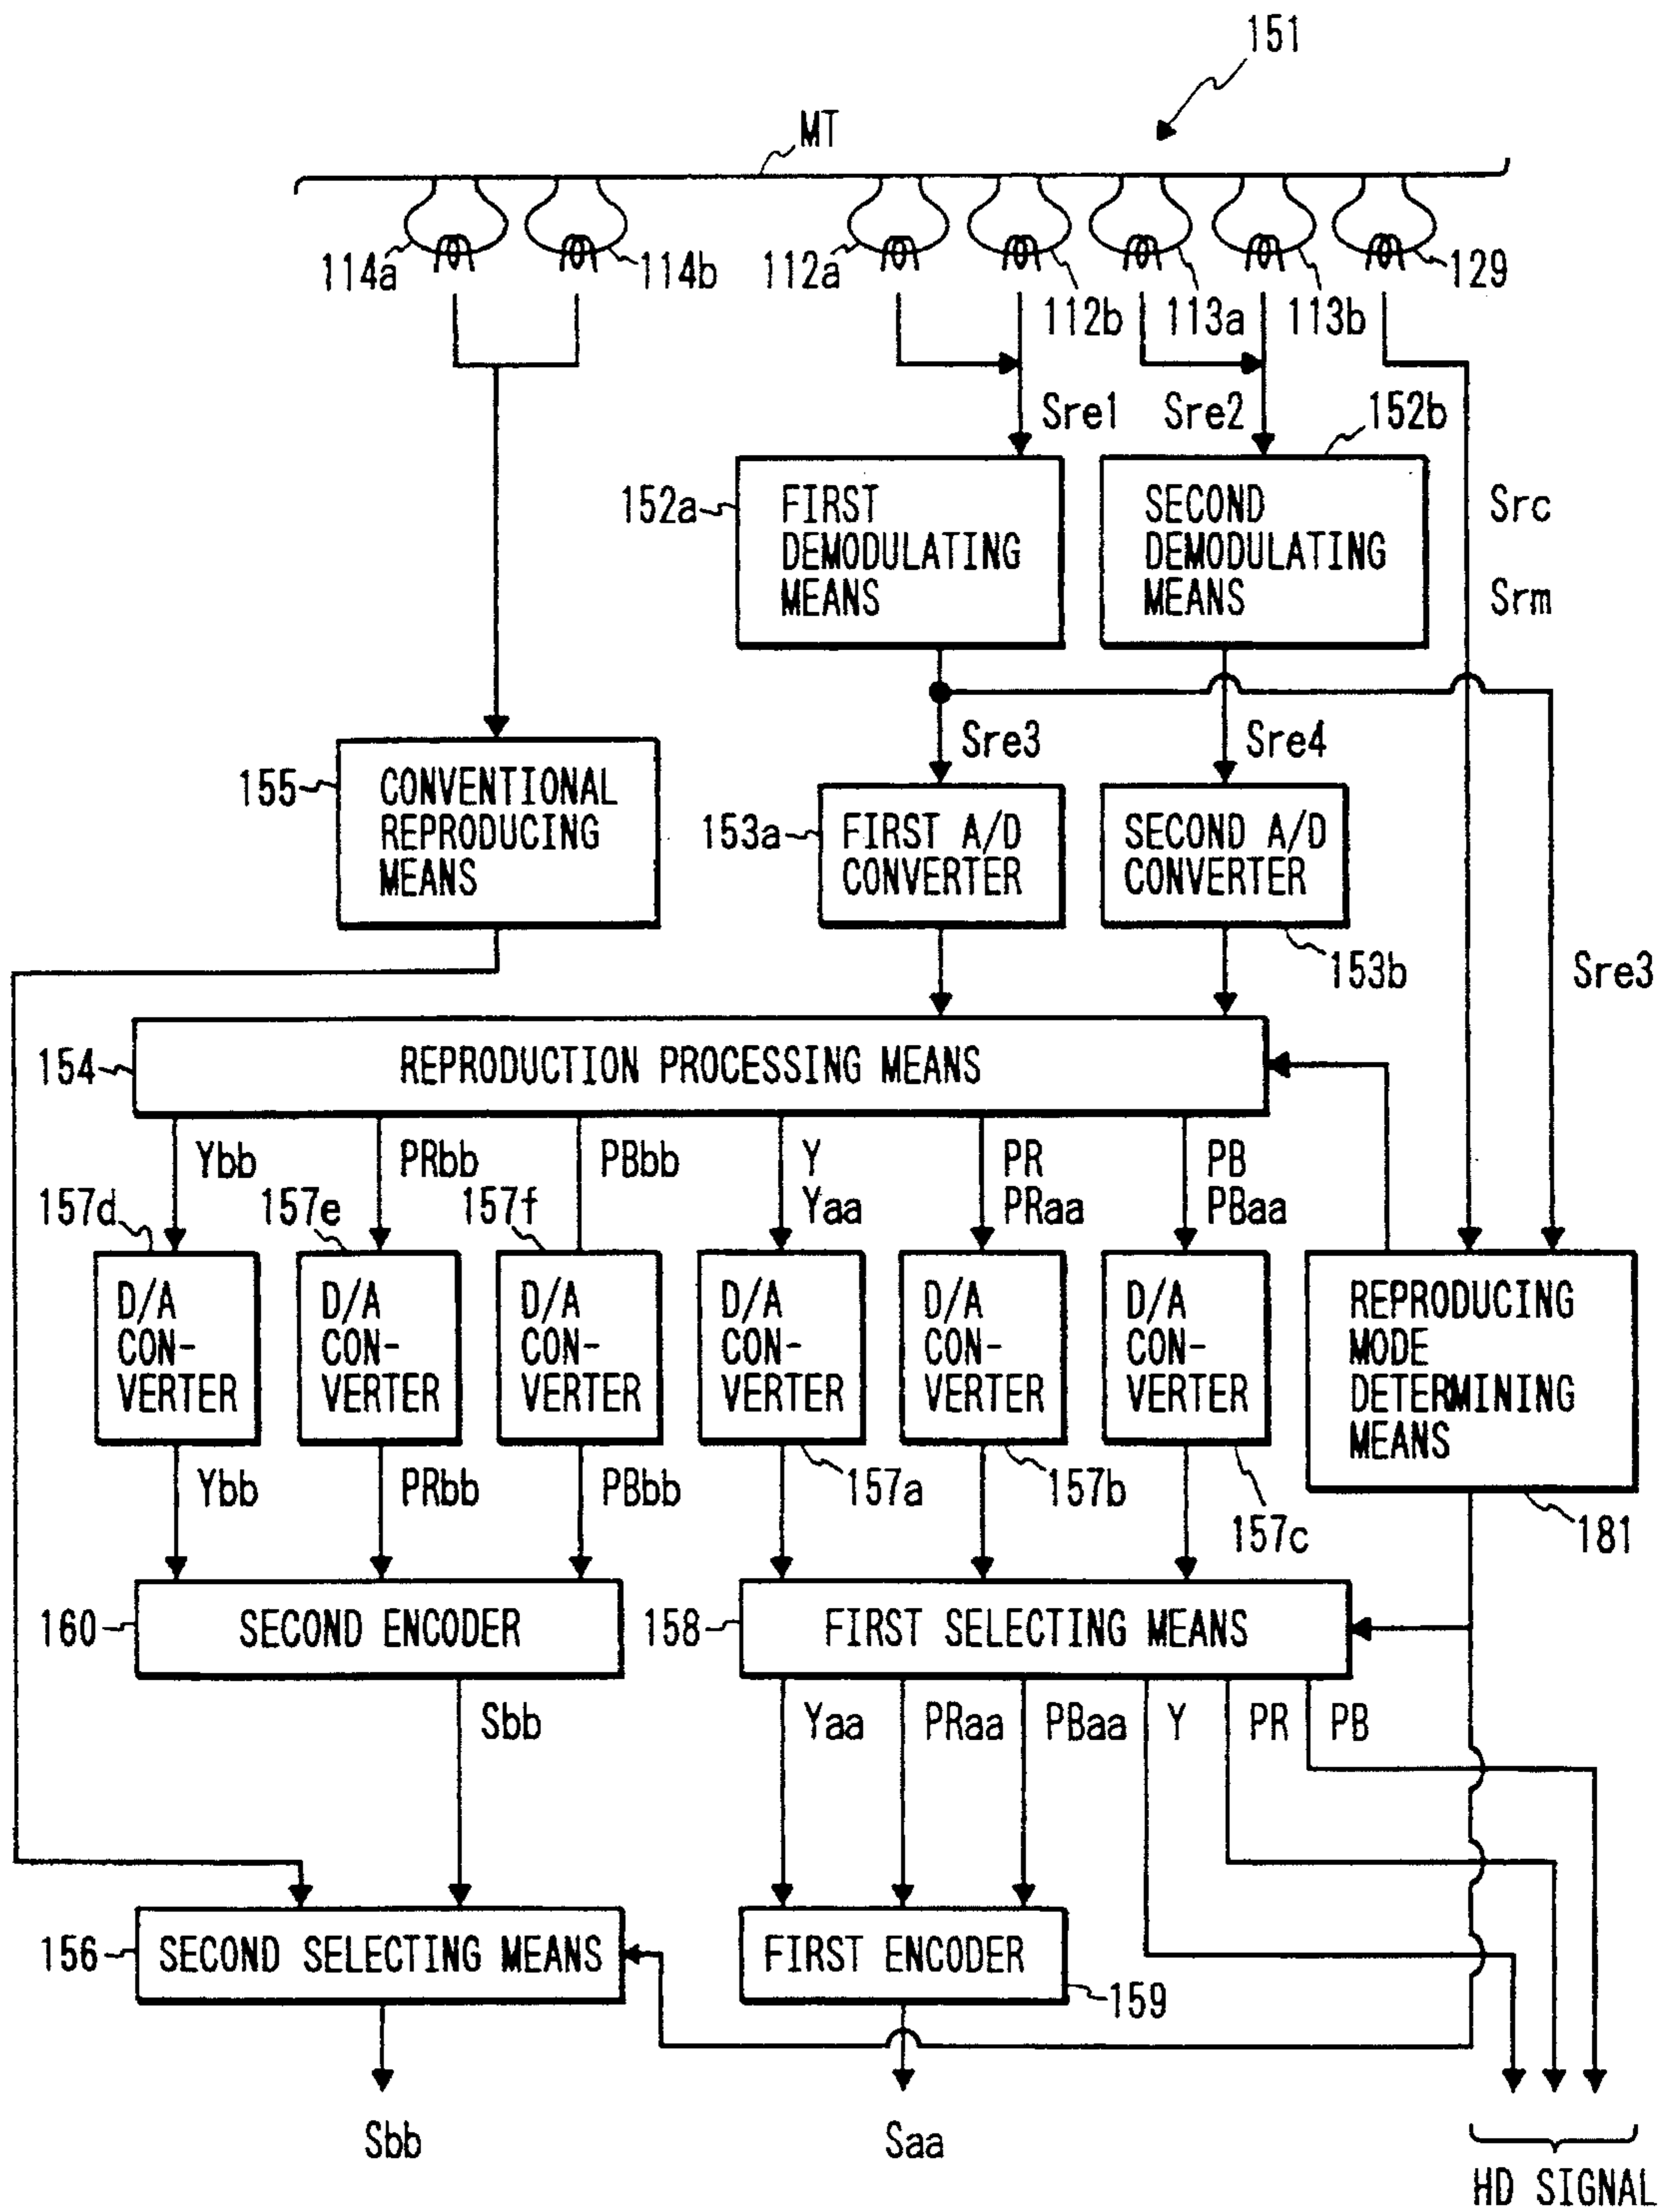 151
MT
114a
114b
112a
112b
113a
113b
129
Sre1
Sre2
152b
152a
FIRST
DEMODULATING
MEANS
SECOND
DEMODULATING
MEANS
Src
Srm
Sre3
Sre4
155
CONVENTIONAL
REPRODUCING
MEANS
153a
FIRST A/D
CONVERTER
SECOND A/D
CONVERTER
153b
Sre3
154
REPRODUCTION PROCESSING MEANS
Ybb
PRbb
PBbb
Y
Yaa
PR
PRaa
PB
PBaa
157d
157e
157f
D/A
CON-
VERTER
D/A
CON-
VERTER
D/A
CON-
VERTER
D/A
CON-
VERTER
D/A
CON-
VERTER
D/A
CON-
VERTER
REPRODUCING
MODE
DETERMINING
MEANS
Ybb
PRbb
PBbb
157a
157b
157c
181
160
SECOND ENCODER
158
FIRST SELECTING MEANS
Sbb
Yaa
PRaa
PBaa
Y
PR
PB
156
SECOND SELECTING MEANS
FIRST ENCODER
159
Sbb
Saa
HD SIGNAL